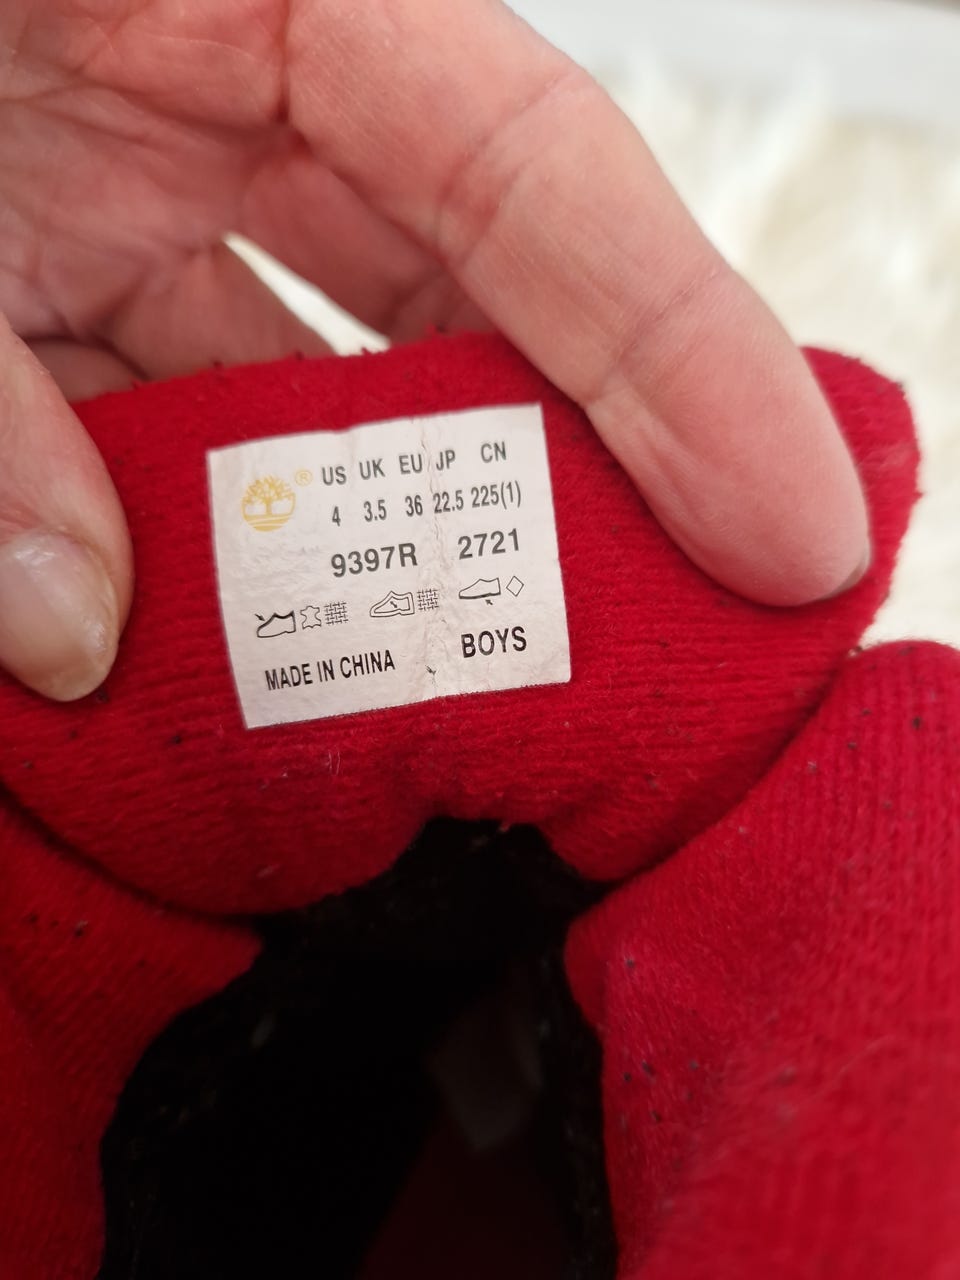 ® US UK EU JP CN
4 3.5 36 22.5 225(1)
9397R 2721
MADE IN CHINA BOYS